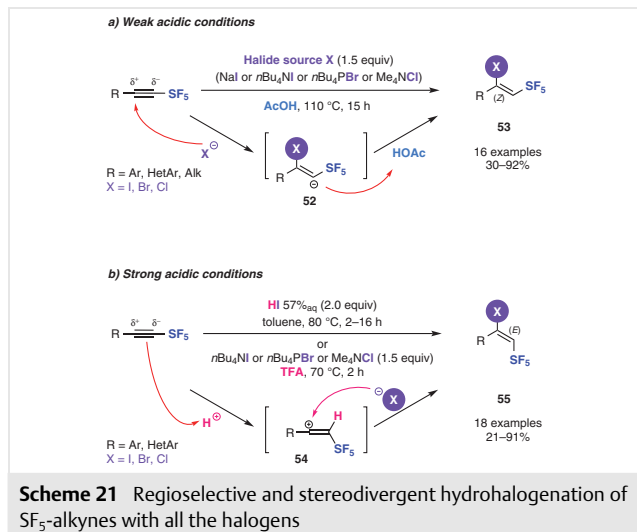 a) Weak acidic conditions
Halide source X (1.5 equiv)
(NaI or nBu4NI or nBu4PBr or Me4NCl)
AcOH, 110 °C, 15 h
δ+ δ–
R SF5
X⊖
R = Ar, HetAr, Alk
X = I, Br, Cl
X
R SF5
⊖
52
HOAc
X
R SF5
(Z)
53
16 examples
30–92%
b) Strong acidic conditions
HI 57%aq (2.0 equiv)
toluene, 80 °C, 2–16 h
or
nBu4NI or nBu4PBr or Me4NCl (1.5 equiv)
TFA, 70 °C, 2 h
δ+ δ–
R SF5
H⊕
R = Ar, HetAr
X = I, Br, Cl
⊖X
H
R ⊕
SF5
54
X
(E)
R
SF5
55
18 examples
21–91%
Scheme 21 Regioselective and stereodivergent hydrohalogenation of
SF5-alkynes with all the halogens